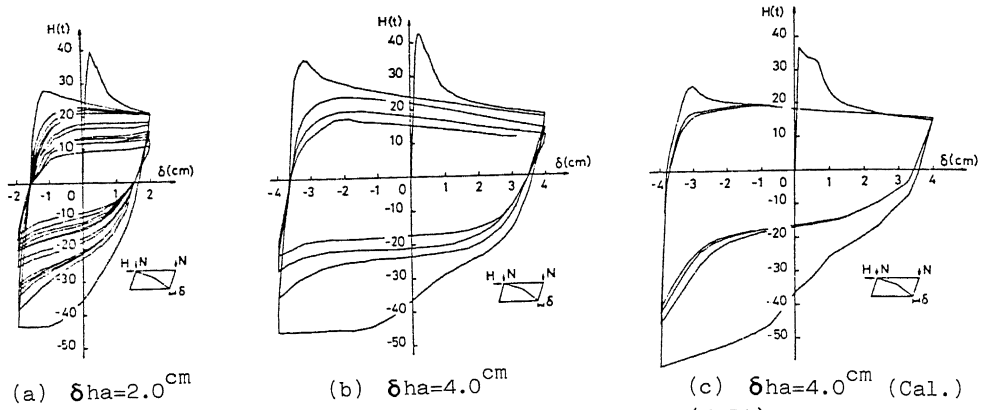 H(t)
40
30
20
10
δ(cm)
-2 -1 0 1 2
-10
-20
-30
-40
-50
H N N
δ
(a) δha=2.0cm
H(t)
40
30
20
10
δ(cm)
-4 -3 -2 -1 0 1 2 3 4
-10
-20
-30
-40
-50
H N N
δ
(b) δha=4.0cm
H(t)
40
30
20
10
δ(cm)
-4 -3 -2 -1 0 1 2 3 4
-10
-20
-30
-40
-50
H N N
δ
(c) δha=4.0cm (Cal.)